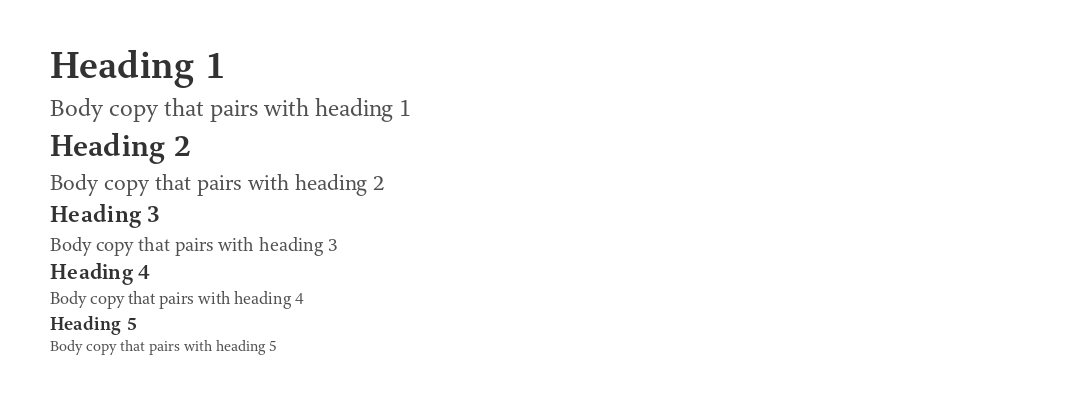 Heading 1
Body copy that pairs with heading 1
Heading 2
Body copy that pairs with heading 2
Heading 3
Body copy that pairs with heading 3
Heading 4
Body copy that pairs with heading 4
Heading 5
Body copy that pairs with heading 5